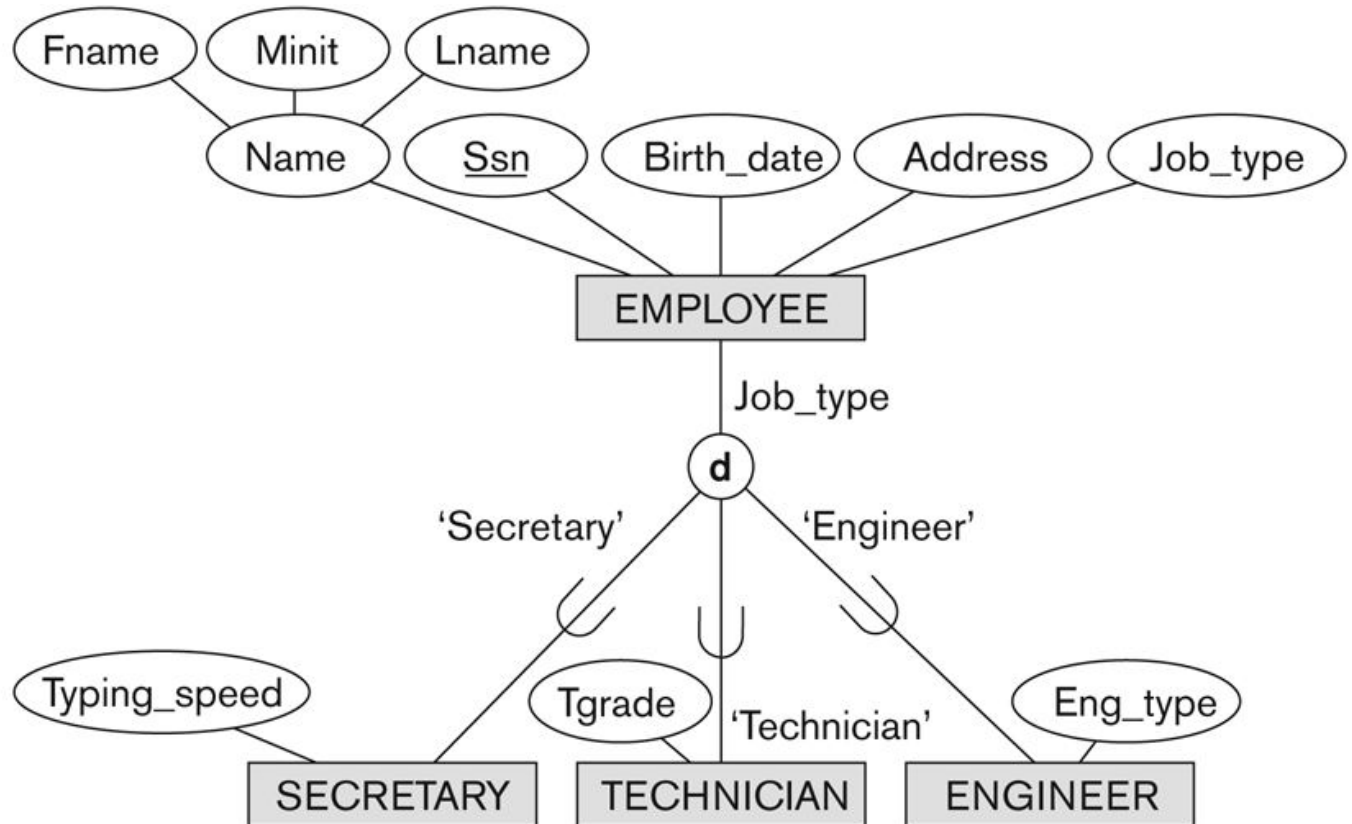 Fname Minit Lname
Name Ssn Birth_date Address Job_type
EMPLOYEE
Job_type
d
‘Secretary’ ‘Engineer’
Typing_speed Tgrade Eng_type
‘Technician’
SECRETARY TECHNICIAN ENGINEER